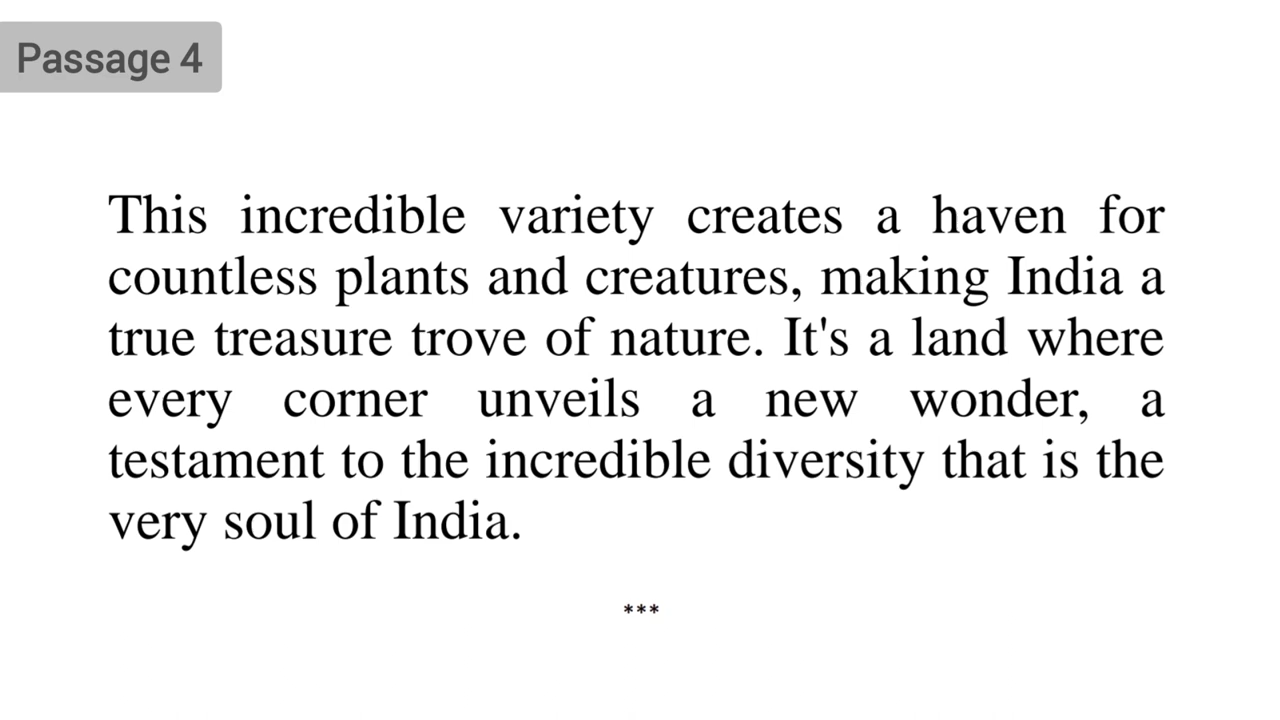 Passage 4
This incredible variety creates a haven for
countless plants and creatures, making India a
true treasure trove of nature. It's a land where
every corner unveils a new wonder, a
testament to the incredible diversity that is the
very soul of India.
***